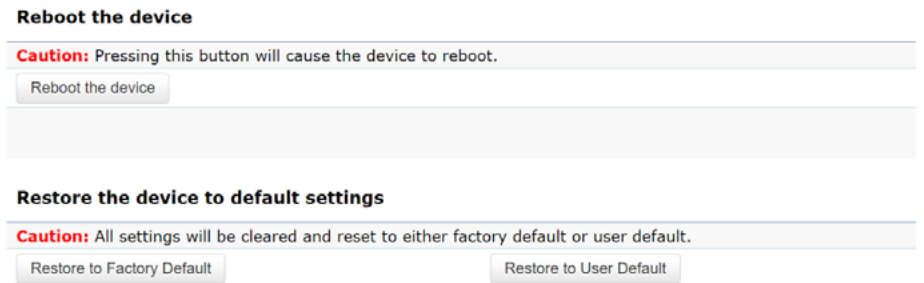 Reboot the device
Caution: Pressing this button will cause the device to reboot.
Reboot the device
Restore the device to default settings
Caution: All settings will be cleared and reset to either factory default or user default.
Restore to Factory Default Restore to User Default